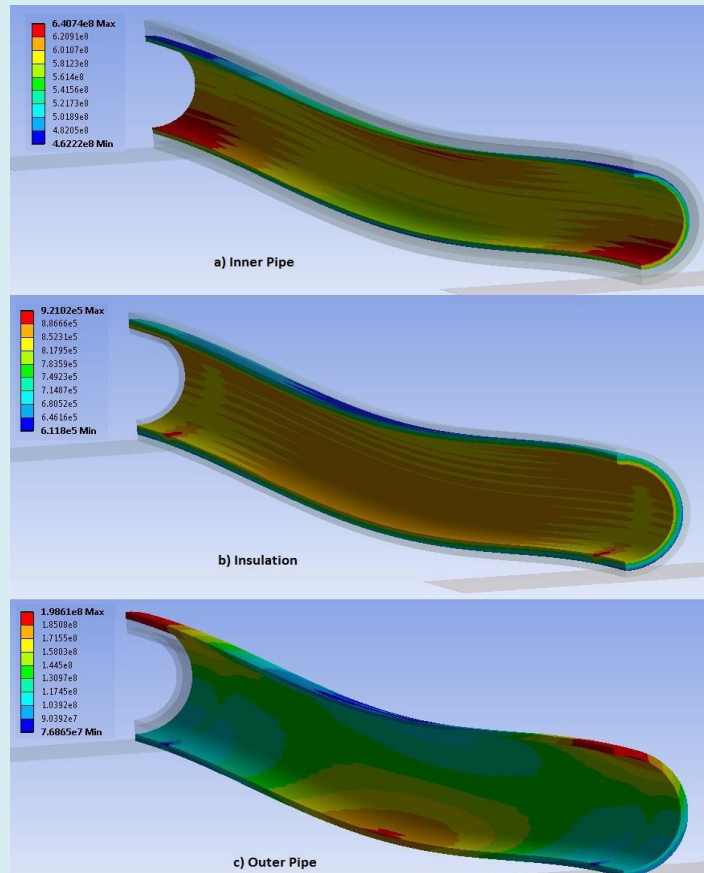 6.4074e8 Max
6.2091e8
6.0107e8
5.8123e8
5.614e8
5.4156e8
5.2173e8
5.0189e8
4.8205e8
4.6222e8 Min
a) Inner Pipe
9.2102e5 Max
8.8666e5
8.5231e5
8.1795e5
7.8359e5
7.4923e5
7.1487e5
6.8052e5
6.4616e5
6.118e5 Min
b) Insulation
1.9861e8 Max
1.8508e8
1.7155e8
1.5803e8
1.445e8
1.3097e8
1.1745e8
1.0392e8
9.0392e7
7.6865e7 Min
c) Outer Pipe